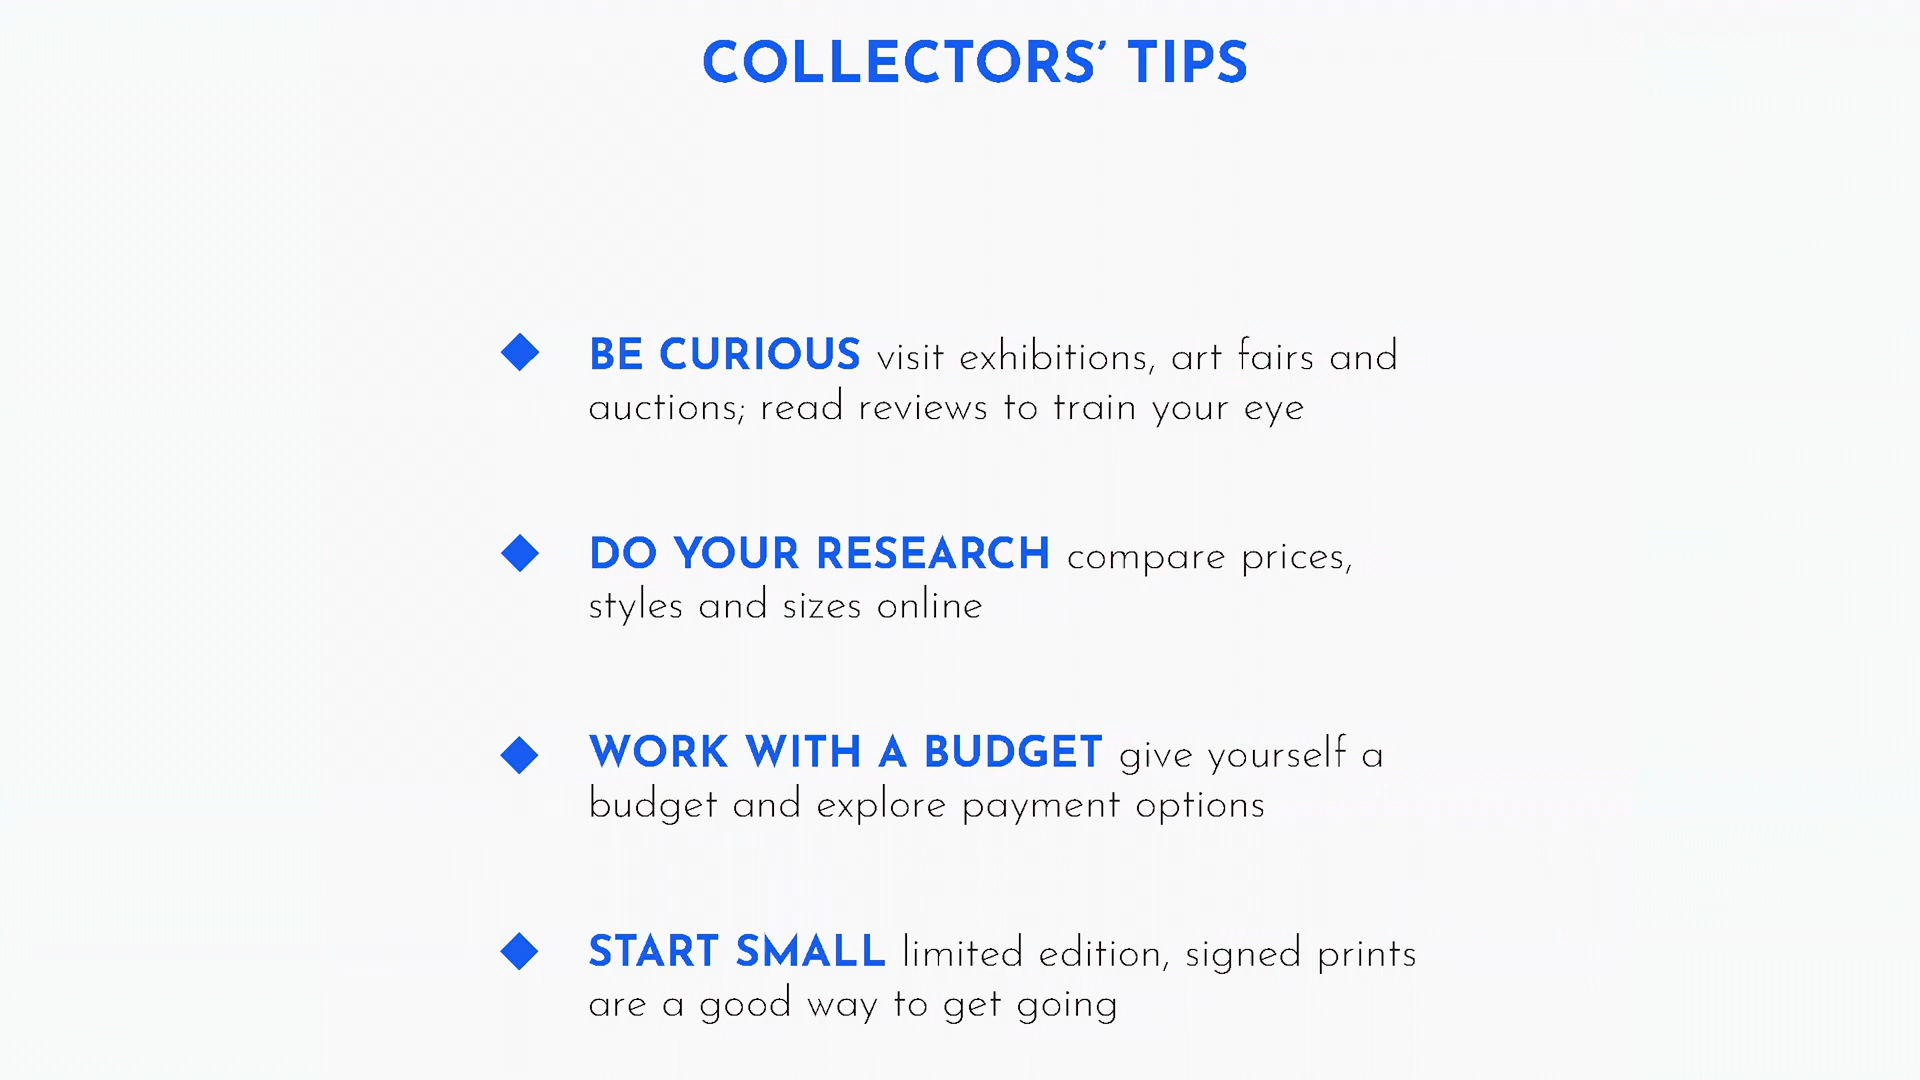 COLLECTORS’ TIPS
BE CURIOUS visit exhibitions, art fairs and
auctions; read reviews to train your eye
DO YOUR RESEARCH compare prices,
styles and sizes online
WORK WITH A BUDGET give yourself a
budget and explore payment options
START SMALL limited edition, signed prints
are a good way to get going